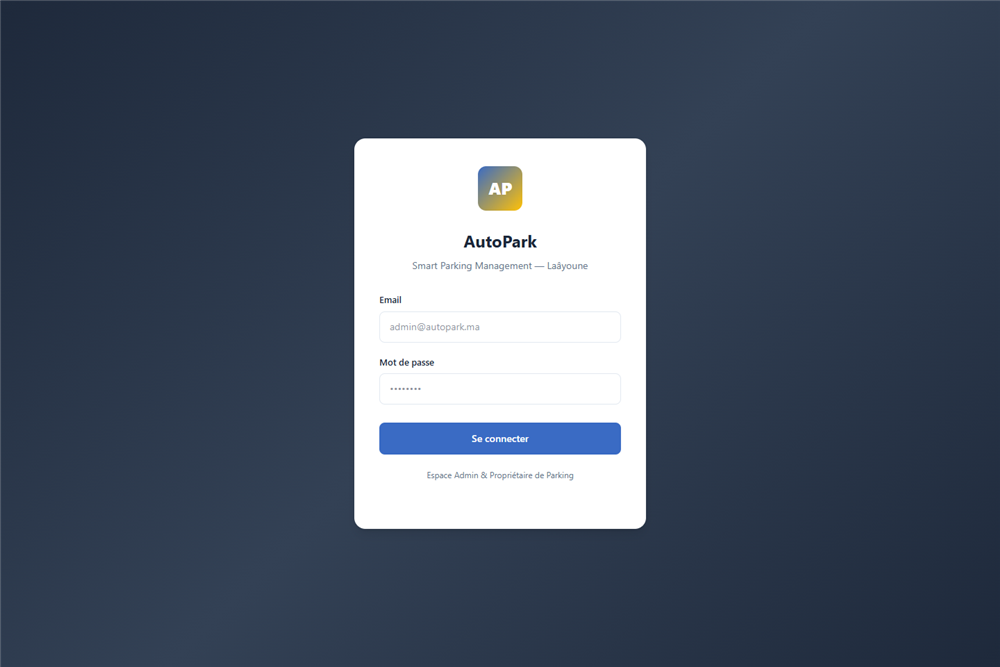 AP
AutoPark
Smart Parking Management — Laâyoune
Email
admin@autopark.ma
Mot de passe
••••••••
Se connecter
Espace Admin & Propriétaire de Parking